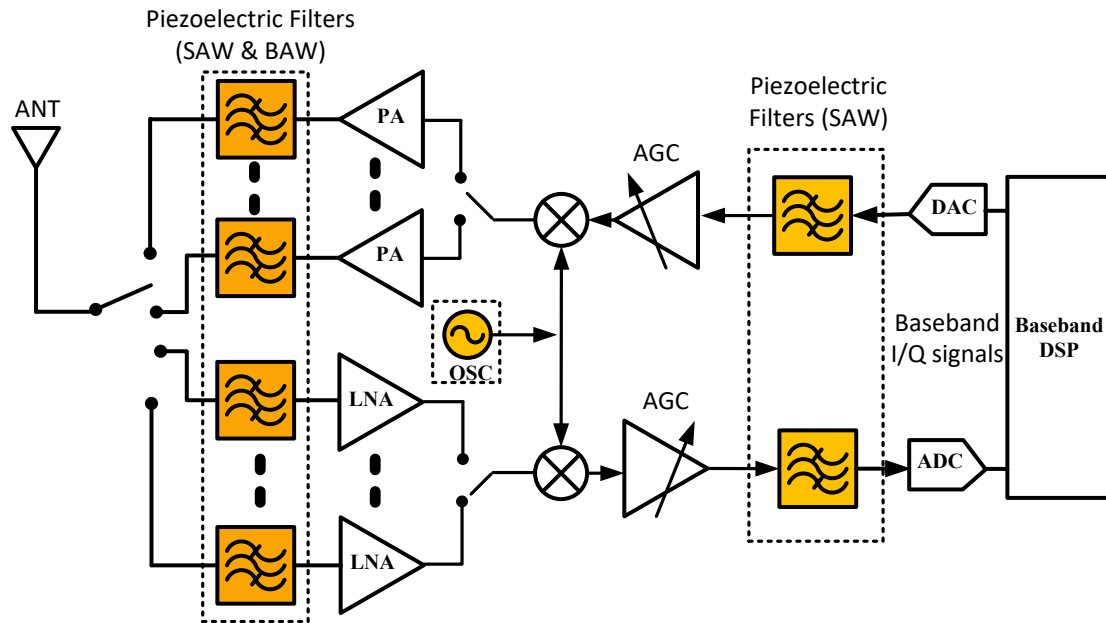 Piezoelectric Filters
(SAW & BAW)
ANT
PA
PA
LNA
LNA
OSC
AGC
AGC
Piezoelectric
Filters (SAW)
DAC
ADC
Baseband
I/Q signals
Baseband
DSP